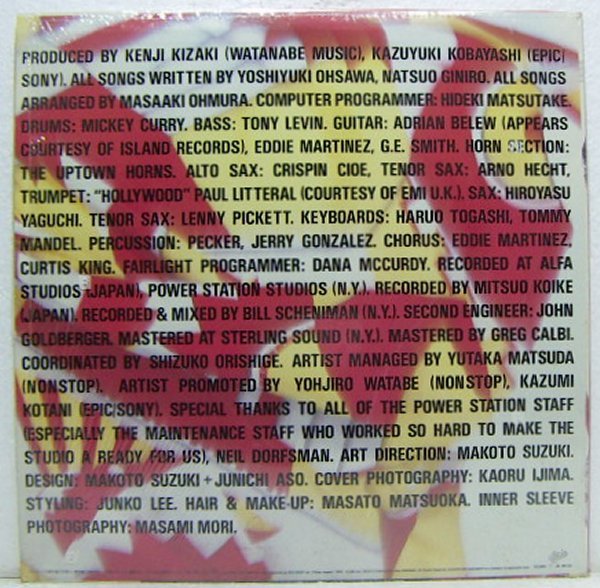 PRODUCED BY KENJI KIZAKI (WATANABE MUSIC), KAZUYUKI KOBAYASHI (EPIC/
SONY). ALL SONGS WRITTEN BY YOSHIYUKI OHSAWA, NATSUO GINIRO. ALL SONGS
ARRANGED BY MASAAKI OHMURA. COMPUTER PROGRAMMER: HIDEKI MATSUTAKE.
DRUMS: MICKEY CURRY. BASS: TONY LEVIN. GUITAR: ADRIAN BELEW (APPEARS
COURTESY OF ISLAND RECORDS), EDDIE MARTINEZ, G.E. SMITH. HORN SECTION:
THE UPTOWN HORNS. ALTO SAX: CRISPIN CIOE, TENOR SAX: ARNO HECHT,
TRUMPET: "HOLLYWOOD" PAUL LITTERAL (COURTESY OF EMI U.K.). SAX: HIROYASU
YAGUCHI. TENOR SAX: LENNY PICKETT. KEYBOARDS: HARUO TOGASHI, TOMMY
MANDEL. PERCUSSION: PECKER, JERRY GONZALEZ. CHORUS: EDDIE MARTINEZ,
CURTIS KING. FAIRLIGHT PROGRAMMER: DANA MCCURDY. RECORDED AT ALFA
STUDIOS (JAPAN), POWER STATION STUDIOS (N.Y.). RECORDED BY MITSUO KOIKE
(JAPAN). RECORDED & MIXED BY BILL SCHENIMAN (N.Y.). SECOND ENGINEER: JOHN
GOLDBERGER. MASTERED AT STERLING SOUND (N.Y.). MASTERED BY GREG CALBI.
COORDINATED BY SHIZUKO ORISHIGE. ARTIST MANAGED BY YUTAKA MATSUDA
(NONSTOP). ARTIST PROMOTED BY YOHJIRO WATABE (NONSTOP), KAZUMI
KOTANI (EPIC/SONY). SPECIAL THANKS TO ALL OF THE POWER STATION STAFF
(ESPECIALLY THE MAINTENANCE STAFF WHO WORKED SO HARD TO MAKE THE
STUDIO A READY FOR US), NEIL DORFSMAN. ART DIRECTION: MAKOTO SUZUKI.
DESIGN: MAKOTO SUZUKI + JUNICHI ASO. COVER PHOTOGRAPHY: KAORU IJIMA.
STYLING: JUNKO LEE. HAIR & MAKE-UP: MASATO MATSUOKA. INNER SLEEVE
PHOTOGRAPHY: MASAMI MORI.